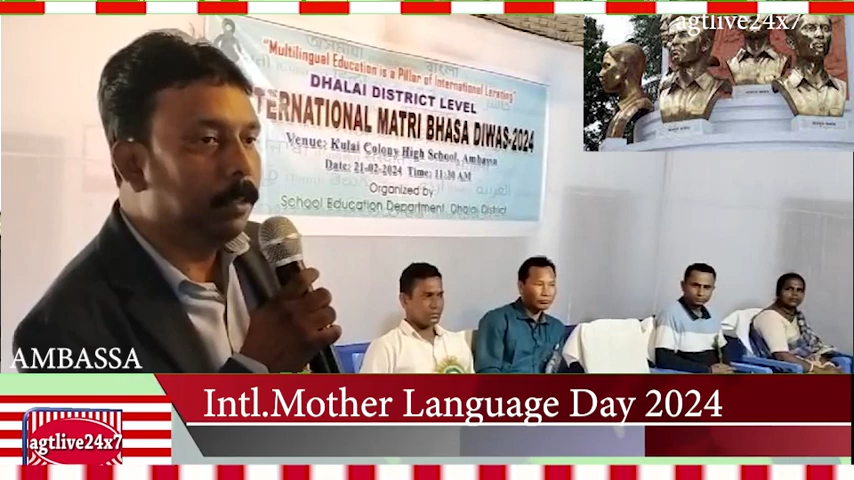 agtlive24x7
বাংলা
"Multilingual Education is a Pillar of International Learning"
DHALAI DISTRICT LEVEL
INTERNATIONAL MATRI BHASA DIWAS-2024
Venue: Kulai Colony High School, Ambassa
Date: 21-02-2024 Time: 11:30 AM
Organized by
School Education Department, Dhalai District
AMBASSA
Intl.Mother Language Day 2024
agtlive24x7